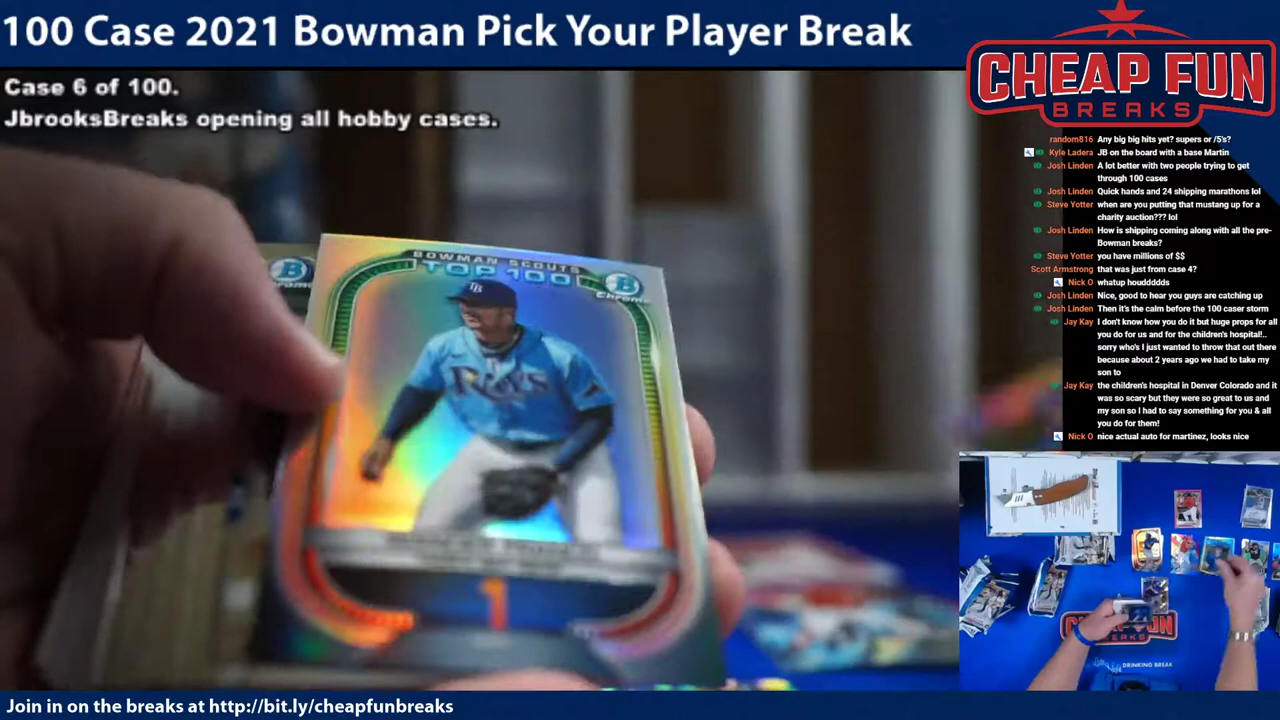 100 Case 2021 Bowman Pick Your Player Break
Case 6 of 100.
JbrooksBreaks opening all hobby cases.
CHEAP FUN
BREAKS
random816 Any big big hits yet? supers or /5's?
Kyle Ladera JB on the board with a base Martin
Josh Linden A lot better with two people trying to get
through 100 cases
Josh Linden Quick hands and 24 shipping marathons lol
Steve Yotter when are you putting that mustang up for a
charity auction??? lol
Josh Linden How is shipping coming along with all the pre-
Bowman breaks?
Steve Yotter you have millions of $$
Scott Armstrong that was just from case 4?
Nick O whatup houddddds
Josh Linden Nice, good to hear you guys are catching up
Josh Linden Then it's the calm before the 100 caser storm
Jay Kay I don't know how you do it but huge props for all
you do for us and for the children's hospital!..
sorry who's I just wanted to throw that out there
because about 2 years ago we had to take my
son to
Jay Kay the children's hospital in Denver Colorado and it
was so scary but they were so great to us and
my son so I had to say something for you & all
you do for them!
Nick O nice actual auto for martinez, looks nice
BOWMAN SCOUTS
TOP 100
B
Chrome
TB
Rays
1
CHEAP FUN
BREAKS
DRINKING BREAK
Join in on the breaks at http://bit.ly/cheapfunbreaks